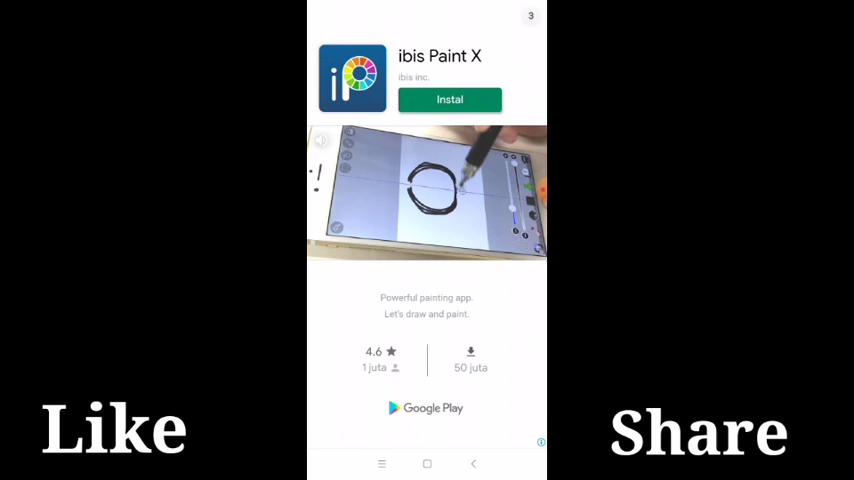 3
iP
ibis Paint X
ibis inc.
Instal
Powerful painting app.
Let's draw and paint.
4.6
1 juta
50 juta
Google Play
Like
Share